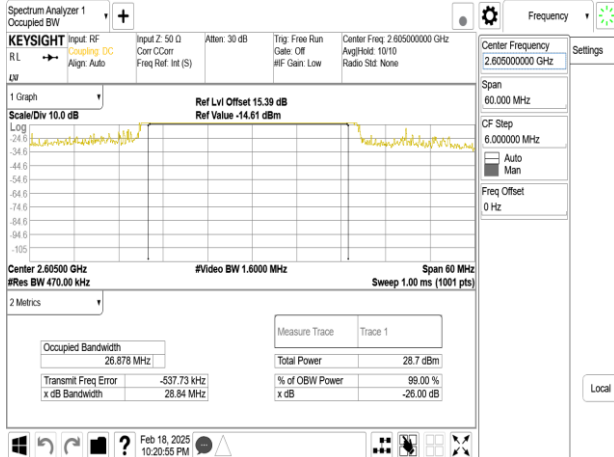 Spectrum Analyzer 1
Occupied BW
Frequency
KEYSIGHT
RL
Input: RF
Coupling: DC
Align: Auto
Input Z: 50 Ω
Corr CCorr
Freq Ref: Int (S)
Atten: 30 dB
Trig: Free Run
Gate: Off
#IF Gain: Low
Center Freq: 2.605000000 GHz
Avg|Hold: 10/10
Radio Std: None
Center Frequency
2.605000000 GHz
Settings
Span
60.000 MHz
CF Step
6.000000 MHz
Auto
Man
Freq Offset
0 Hz
Local
1 Graph
Scale/Div 10.0 dB
Ref Lvl Offset 15.39 dB
Ref Value -14.61 dBm
Log
-24.6
-34.6
-44.6
-54.6
-64.6
-74.6
-84.6
-94.6
-105
Center 2.60500 GHz
#Res BW 470.00 kHz
#Video BW 1.6000 MHz
Span 60 MHz
Sweep 1.00 ms (1001 pts)
2 Metrics
Measure Trace
Trace 1
Occupied Bandwidth
26.878 MHz
Total Power
28.7 dBm
Transmit Freq Error
-537.73 kHz
% of OBW Power
99.00 %
x dB Bandwidth
28.84 MHz
x dB
-26.00 dB
?
Feb 18, 2025
10:20:55 PM